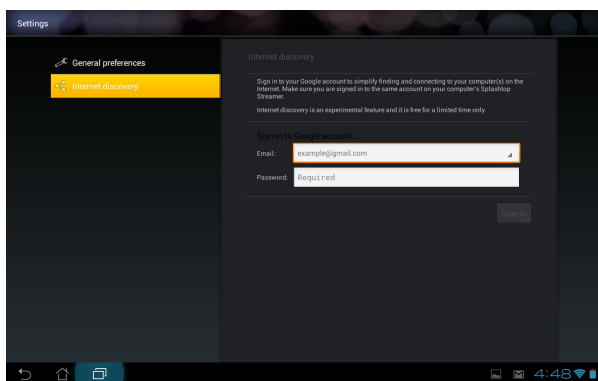 Settings
General preferences
Internet discovery
Internet discovery
Sign in to your Google account to simplify finding and connecting to your computer(s) on the
Internet. Make sure you are signed in to the same account on your computer's Splashtop
Streamer.
Internet discovery is an experimental feature and it is free for a limited time only.
Sign in to Google account...
Email: example@gmail.com
Password: Required
Sign in
4:48